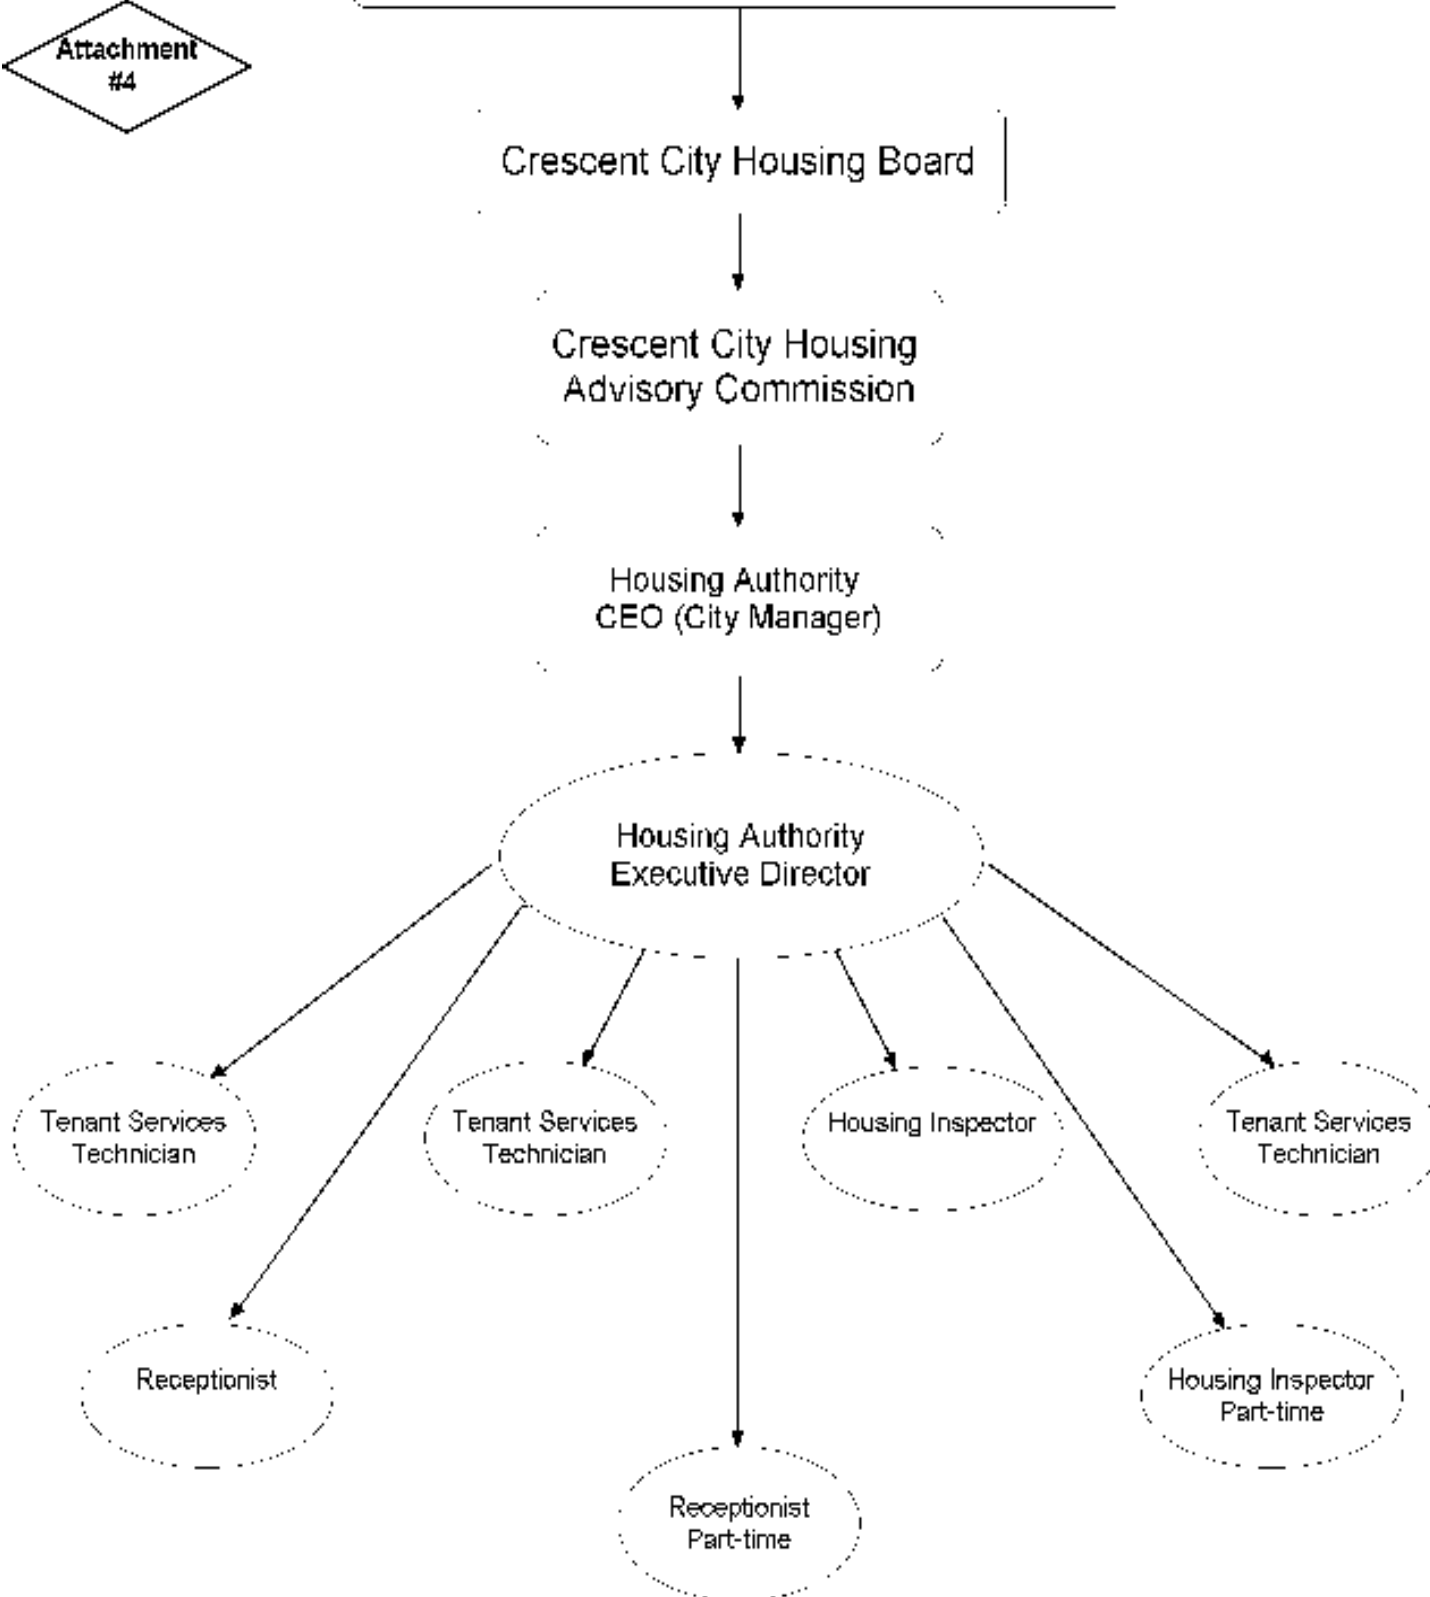 Attachment
#4
Crescent City Housing Board
Crescent City Housing
Advisory Commission
Housing Authority
CEO (City Manager)
Housing Authority
Executive Director
Tenant Services
Technician
Tenant Services
Technician
Housing Inspector
Tenant Services
Technician
Receptionist
Housing Inspector
Part-time
Receptionist
Part-time